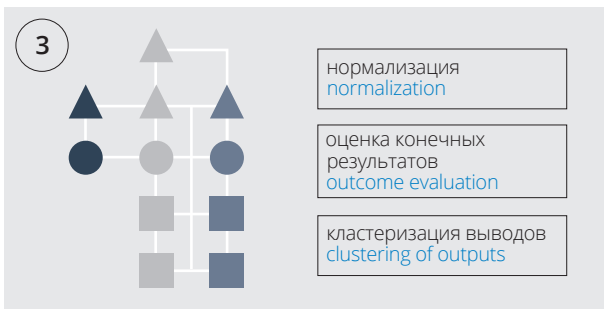 3
нормализация
normalization
оценка конечных
результатов
outcome evaluation
кластеризация выводов
clustering of outputs